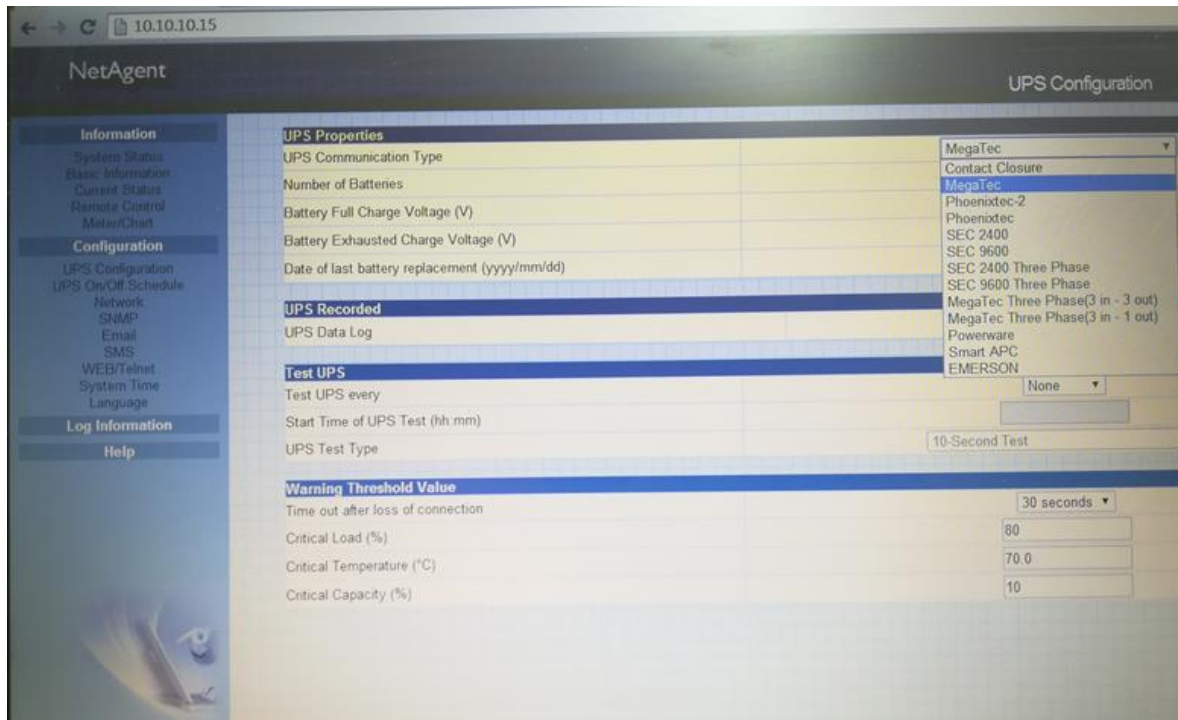 10.10.10.15
NetAgent
UPS Configuration
Information
System Status
Basic Information
Current Status
Remote Control
Meter/Chart
Configuration
UPS Configuration
UPS On/Off Schedule
Network
SNMP
Email
SMS
WEB/Telnet
System Time
Language
Log Information
Help
UPS Properties
UPS Communication Type
MegaTec
Contact Closure
MegaTec
Phoenixtec-2
Phoenixtec
SEC 2400
SEC 9600
SEC 2400 Three Phase
SEC 9600 Three Phase
MegaTec Three Phase(3 in - 3 out)
MegaTec Three Phase(3 in - 1 out)
Powerware
Smart APC
EMERSON
Number of Batteries
Battery Full Charge Voltage (V)
Battery Exhausted Charge Voltage (V)
Date of last battery replacement (yyyy/mm/dd)
UPS Recorded
UPS Data Log
Test UPS
Test UPS every None
Start Time of UPS Test (hh:mm)
UPS Test Type 10-Second Test
Warning Threshold Value
Time out after loss of connection 30 seconds
Critical Load (%) 80
Critical Temperature (°C) 70.0
Critical Capacity (%) 10